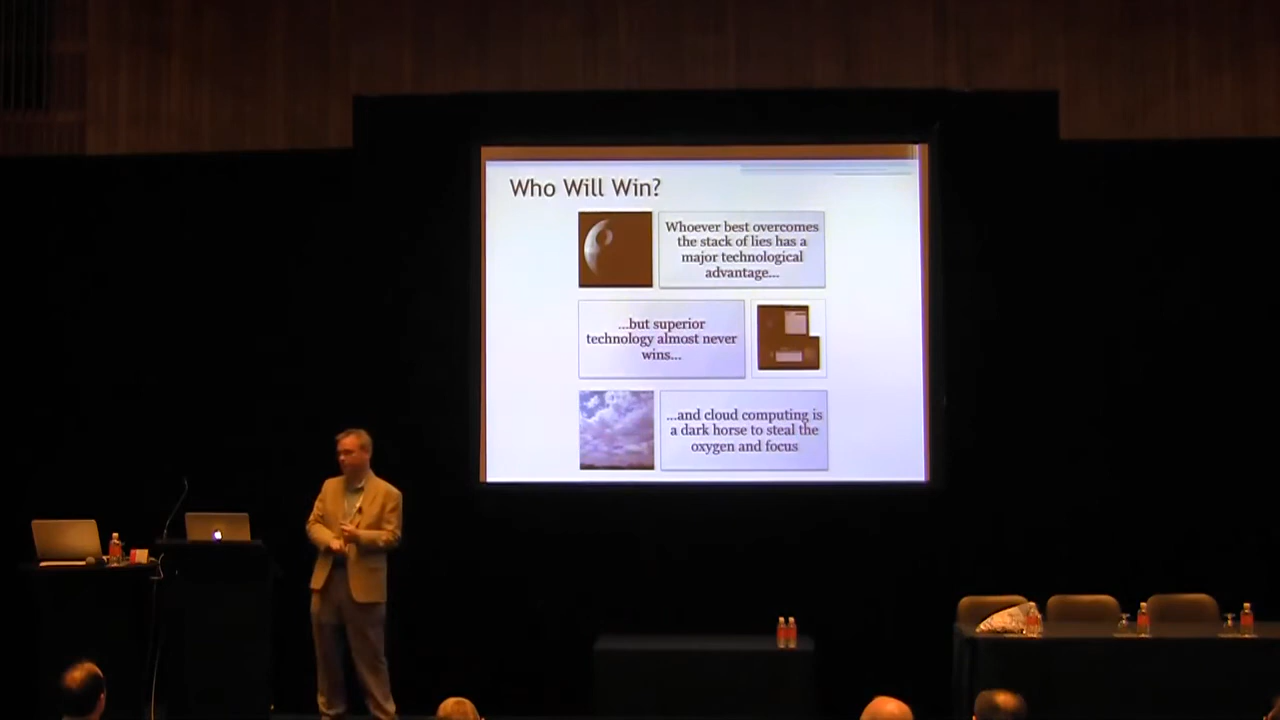 Who Will Win?
Whoever best overcomes
the stack of lies has a
major technological
advantage...
...but superior
technology almost never
wins...
...and cloud computing is
a dark horse to steal the
oxygen and focus